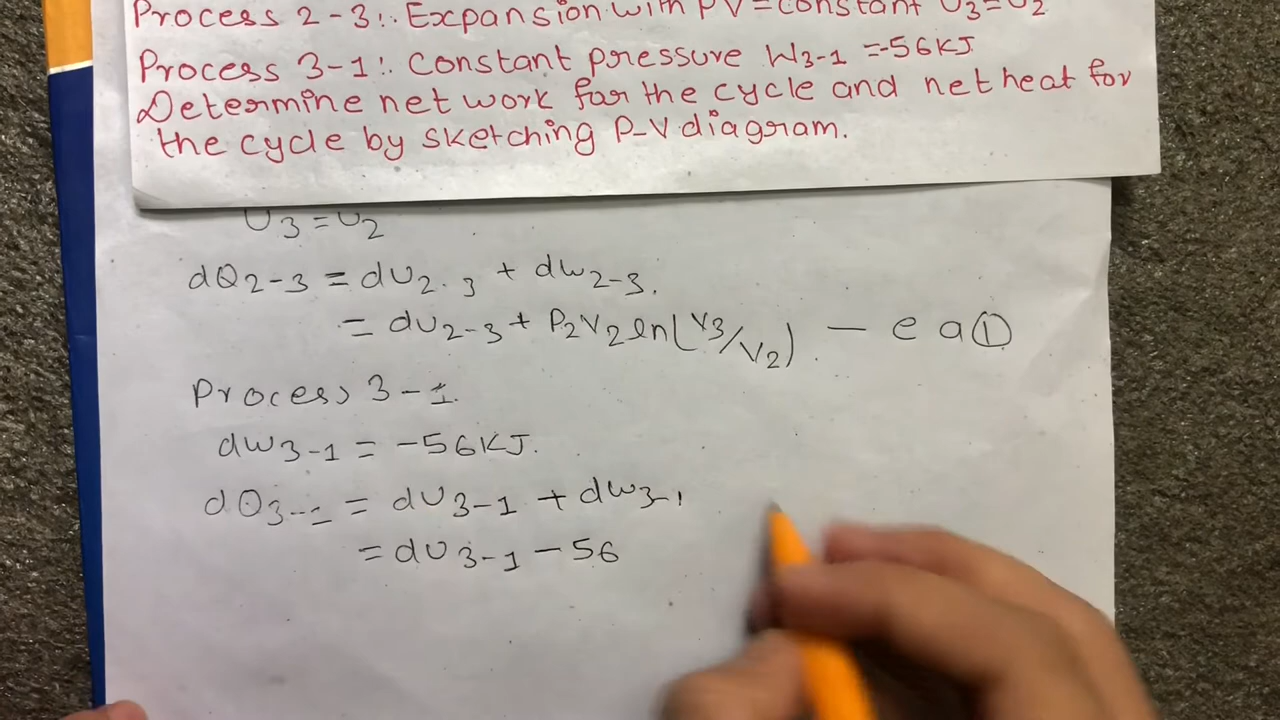 Process 2-3:. Expansion with PV=constant U3=U2
Process 3-1:. Constant pressure W3-1 =-56KJ
Determine net work for the cycle and net heat for
the cycle by sketching P-V diagram.
U3=U2
dQ2-3 = dU2-3 + dw2-3.
= dU2-3 + P2V2ln(V3/V2). — e a ①
Process 3-1.
dw3-1 = -56KJ.
dQ3-1 = dU3-1 + dw3-1
= dU3-1 -56